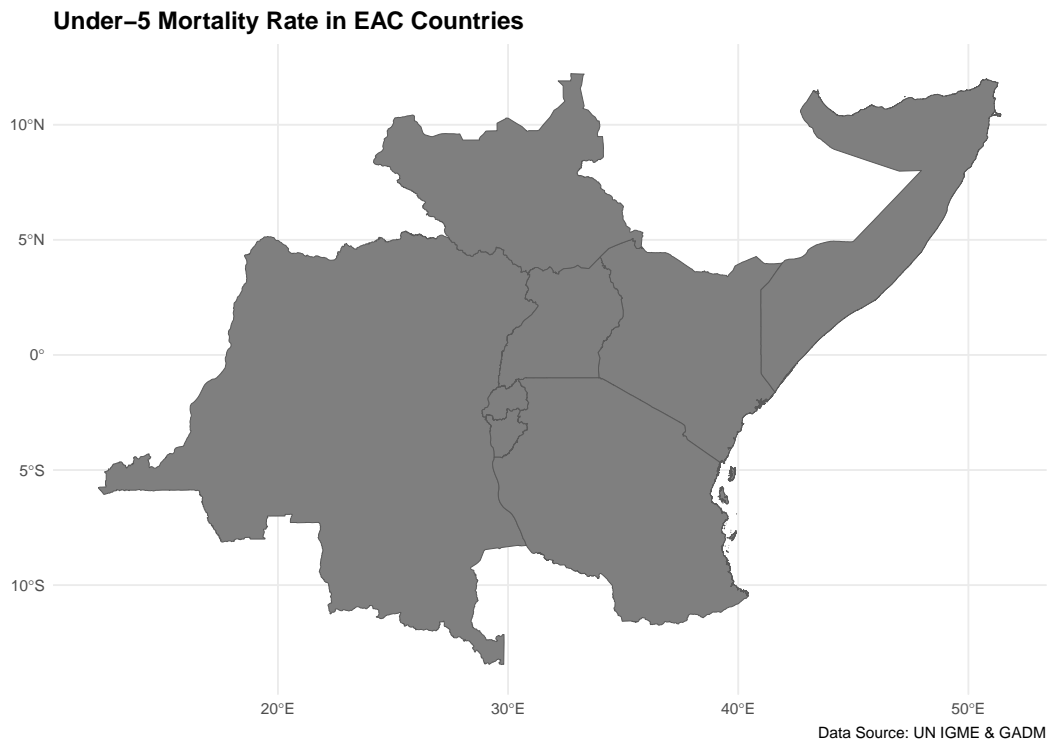 Under−5 Mortality Rate in EAC Countries
10°N
5°N
0°
5°S
10°S
20°E 30°E 40°E 50°E
Data Source: UN IGME & GADM